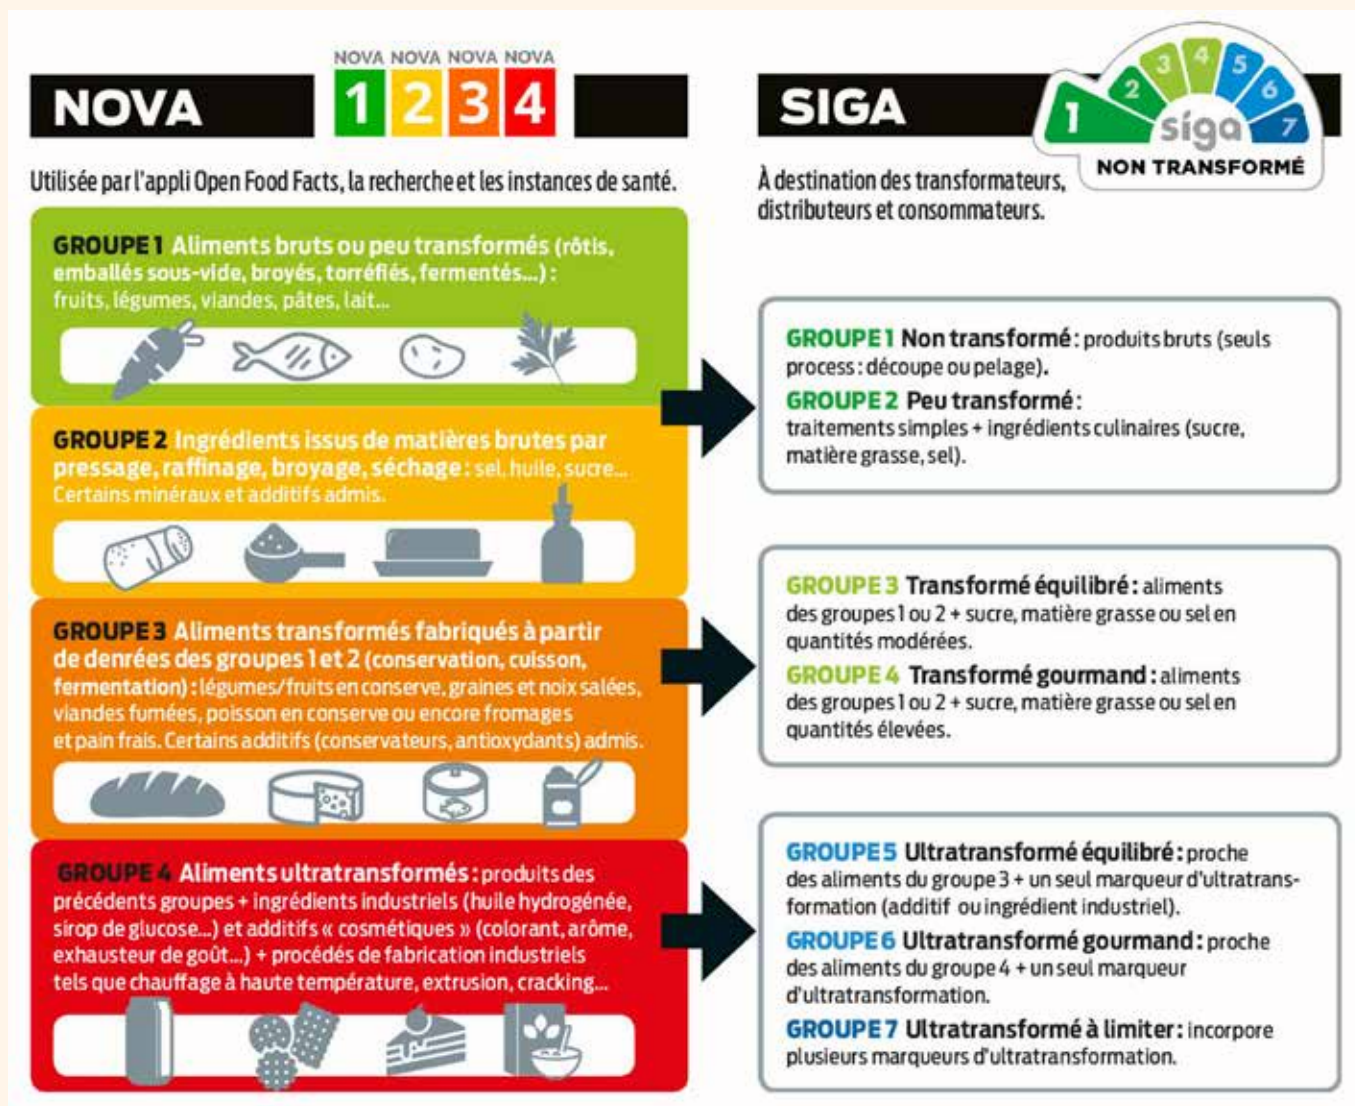 NOVA
NOVA NOVA NOVA NOVA
1 2 3 4
Utilisée par l'appli Open Food Facts, la recherche et les instances de santé.
GROUPE 1 Aliments bruts ou peu transformés (rôtis,
emballés sous-vide, broyés, torréfiés, fermentés...) :
fruits, légumes, viandes, pâtes, lait...
GROUPE 2 Ingrédients issus de matières brutes par
pressage, raffinage, broyage, séchage : sel, huile, sucre...
Certains minéraux et additifs admis.
GROUPE 3 Aliments transformés fabriqués à partir
de denrées des groupes 1 et 2 (conservation, cuisson,
fermentation) : légumes/fruits en conserve, graines et noix salées,
viandes fumées, poisson en conserve ou encore fromages
et pain frais. Certains additifs (conservateurs, antioxydants) admis.
GROUPE 4 Aliments ultratransformés : produits des
précédents groupes + ingrédients industriels (huile hydrogénée,
sirop de glucose...) et additifs « cosmétiques » (colorant, arôme,
exhausteur de goût...) + procédés de fabrication industriels
tels que chauffage à haute température, extrusion, cracking...
SIGA
1 2 3 4 5 6 7
siga
NON TRANSFORMÉ
À destination des transformateurs,
distributeurs et consommateurs.
GROUPE 1 Non transformé : produits bruts (seuls
process : découpe ou pelage).
GROUPE 2 Peu transformé :
traitements simples + ingrédients culinaires (sucre,
matière grasse, sel).
GROUPE 3 Transformé équilibré : aliments
des groupes 1 ou 2 + sucre, matière grasse ou sel en
quantités modérées.
GROUPE 4 Transformé gourmand : aliments
des groupes 1 ou 2 + sucre, matière grasse ou sel en
quantités élevées.
GROUPE 5 Ultratransformé équilibré : proche
des aliments du groupe 3 + un seul marqueur d'ultratrans-
formation (additif ou ingrédient industriel).
GROUPE 6 Ultratransformé gourmand : proche
des aliments du groupe 4 + un seul marqueur
d'ultratransformation.
GROUPE 7 Ultratransformé à limiter : incorpore
plusieurs marqueurs d'ultratransformation.